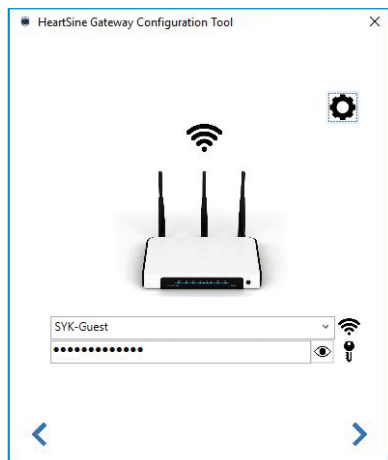 HeartSine Gateway Configuration Tool
SYK-Guest
•••••••••••••